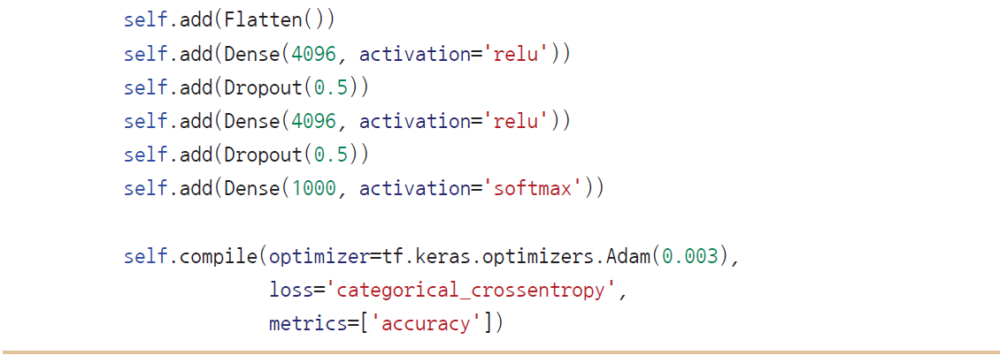 self.add(Flatten())
self.add(Dense(4096, activation='relu'))
self.add(Dropout(0.5))
self.add(Dense(4096, activation='relu'))
self.add(Dropout(0.5))
self.add(Dense(1000, activation='softmax'))
self.compile(optimizer=tf.keras.optimizers.Adam(0.003),
loss='categorical_crossentropy',
metrics=['accuracy'])